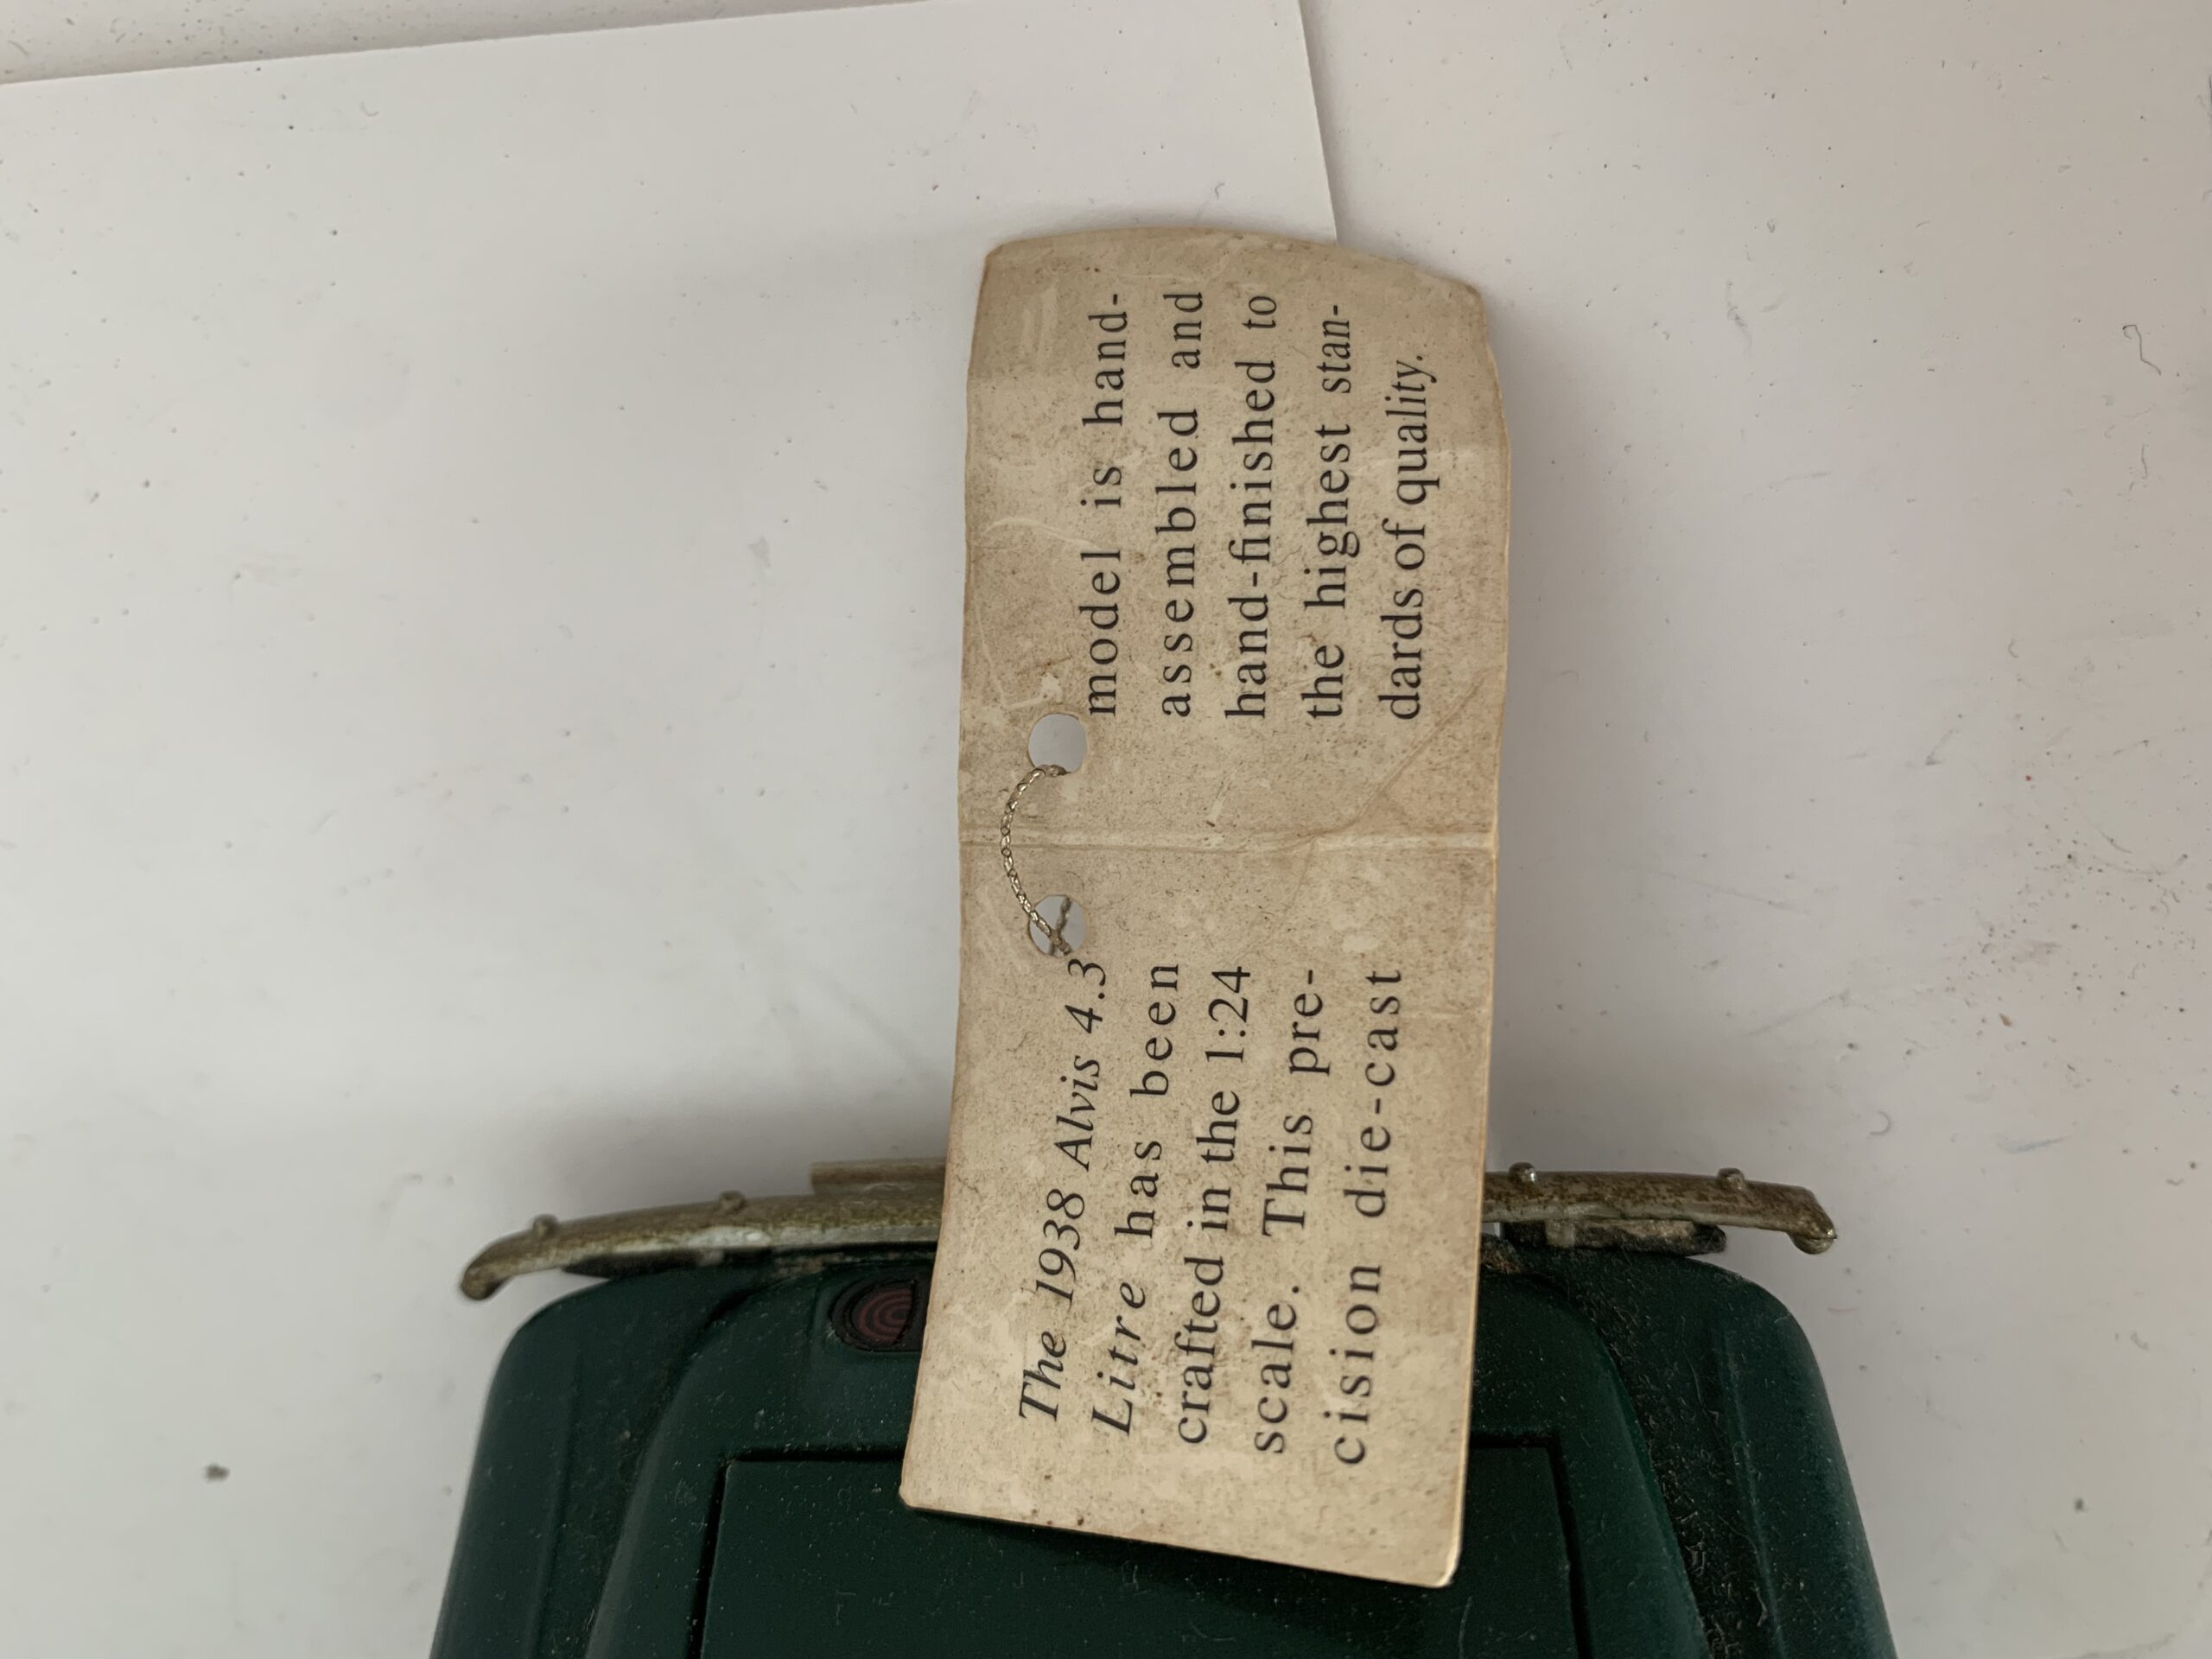 The 1938 Alvis 4.3
Litre has been
crafted in the 1:24
scale. This pre-
cision die-cast
model is hand-
assembled and
hand-finished to
the highest stan-
dards of quality.